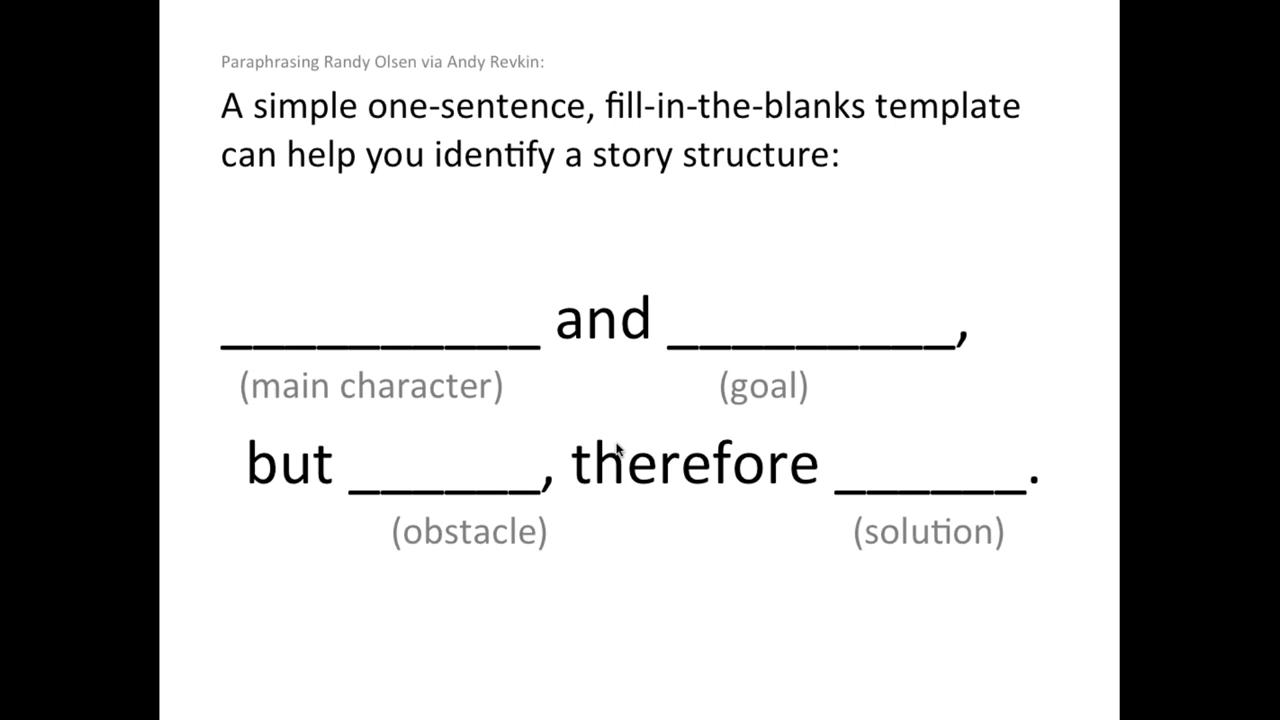 Paraphrasing Randy Olsen via Andy Revkin:
A simple one-sentence, fill-in-the-blanks template
can help you identify a story structure:
__________ and _________,
(main character) (goal)
but ______, therefore ______.
(obstacle) (solution)